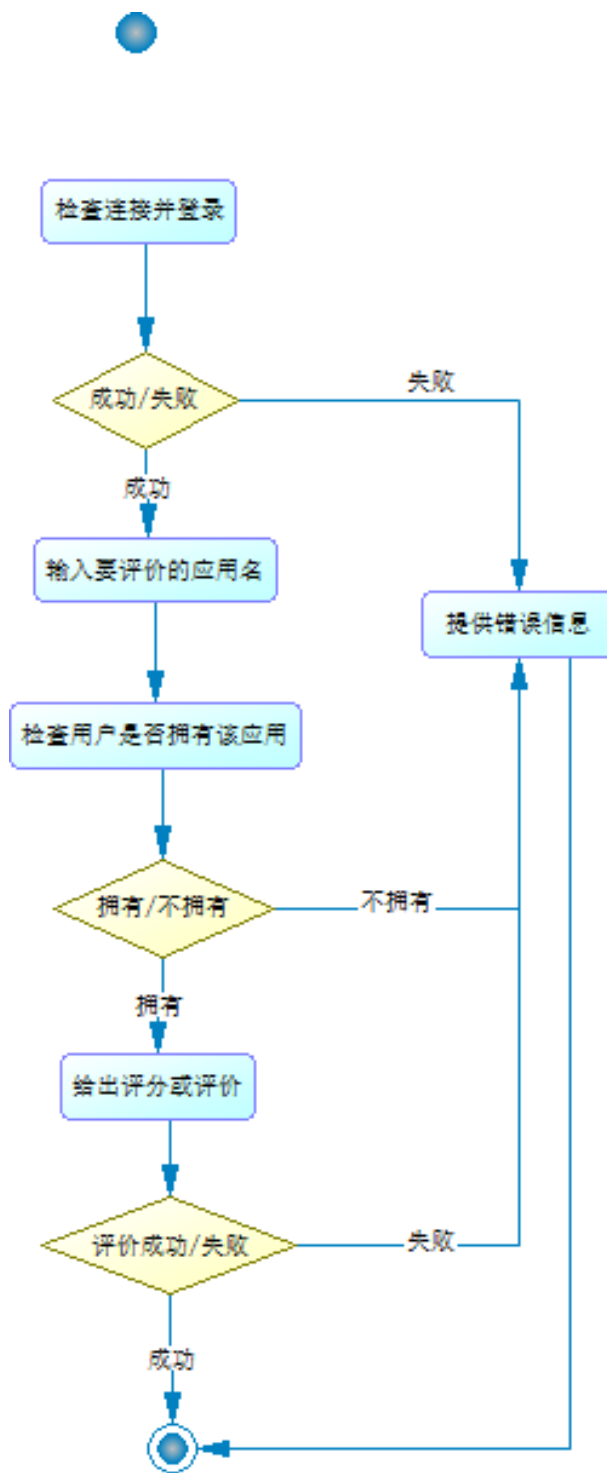 检查连接并登录
成功/失败
失败
成功
输入要评价的应用名
提供错误信息
检查用户是否拥有该应用
拥有/不拥有
不拥有
拥有
给出评分或评价
评价成功/失败
失败
成功